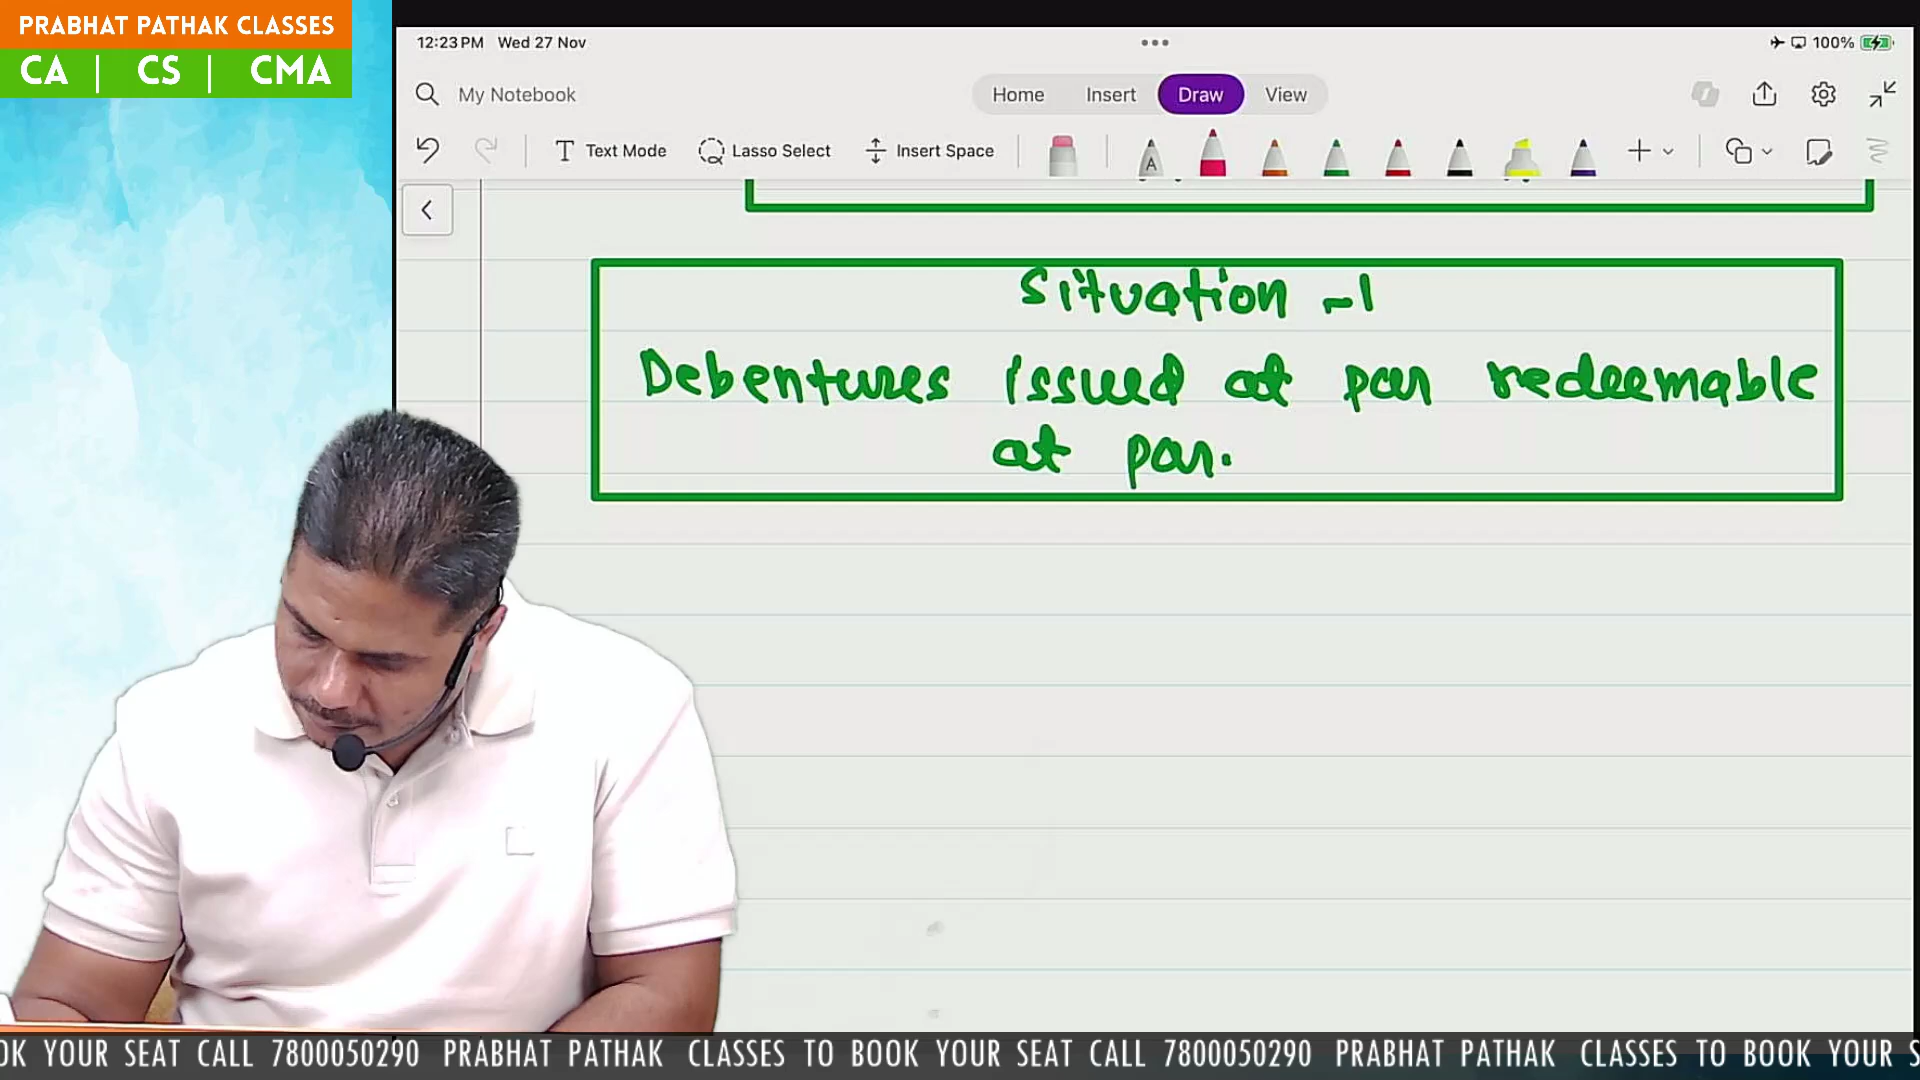 PRABHAT PATHAK CLASSES
CA | CS | CMA
12:23 PM Wed 27 Nov
100%
My Notebook
Home Insert Draw View
Text Mode Lasso Select Insert Space
A
Situation -1
Debentures issued at par redeemable
at par.
OK YOUR SEAT CALL 7800050290 PRABHAT PATHAK CLASSES TO BOOK YOUR SEAT CALL 7800050290 PRABHAT PATHAK CLASSES TO BOOK YOUR S